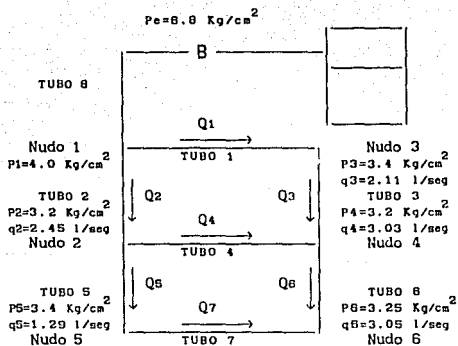 Pe=8.8 Kg/cm²
B
TUBO 8
Q1
Nudo 1
P1=4.0 Kg/cm²
TUBO 1
Nudo 3
P3=3.4 Kg/cm²
q3=2.11 l/seg
TUBO 2
P2=3.2 Kg/cm²
q2=2.45 l/seg
Nudo 2
Q2
Q3
Q4
TUBO 4
TUBO 3
P4=3.2 Kg/cm²
q4=3.03 l/seg
Nudo 4
TUBO 5
P5=3.4 Kg/cm²
q5=1.29 l/seg
Nudo 5
Q5
Q6
Q7
TUBO 7
TUBO 6
P6=3.25 Kg/cm²
q6=3.05 l/seg
Nudo 6